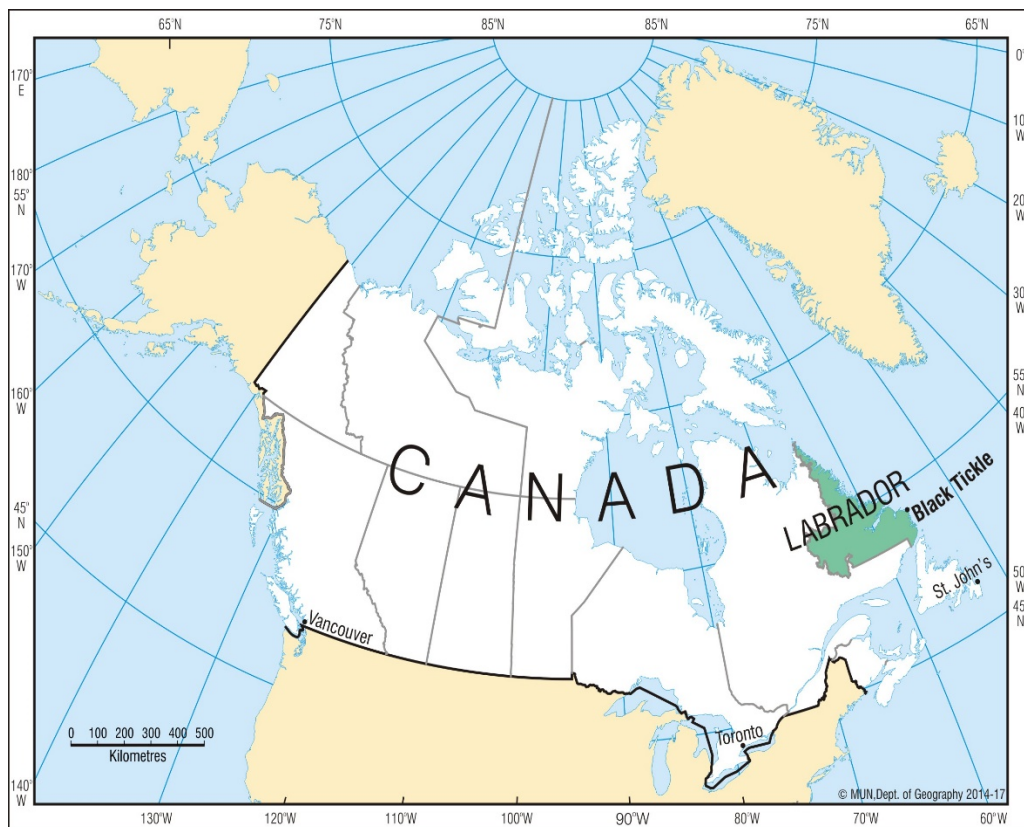 65°N 75°N 85°N 85°N 75°N 65°N
170°E
0°
10°W
180°
55°N
20°W
170°W
30°W
55°N
40°W
160°W
CANADA
LABRADOR
Black Tickle
45°N
150°W
St. John's
50°W
45°N
Vancouver
Toronto
0 100 200 300 400 500
Kilometres
140°W
© MUN,Dept. of Geography 2014-17
130°W 120°W 110°W 100°W 90°W 80°W 70°W 60°W